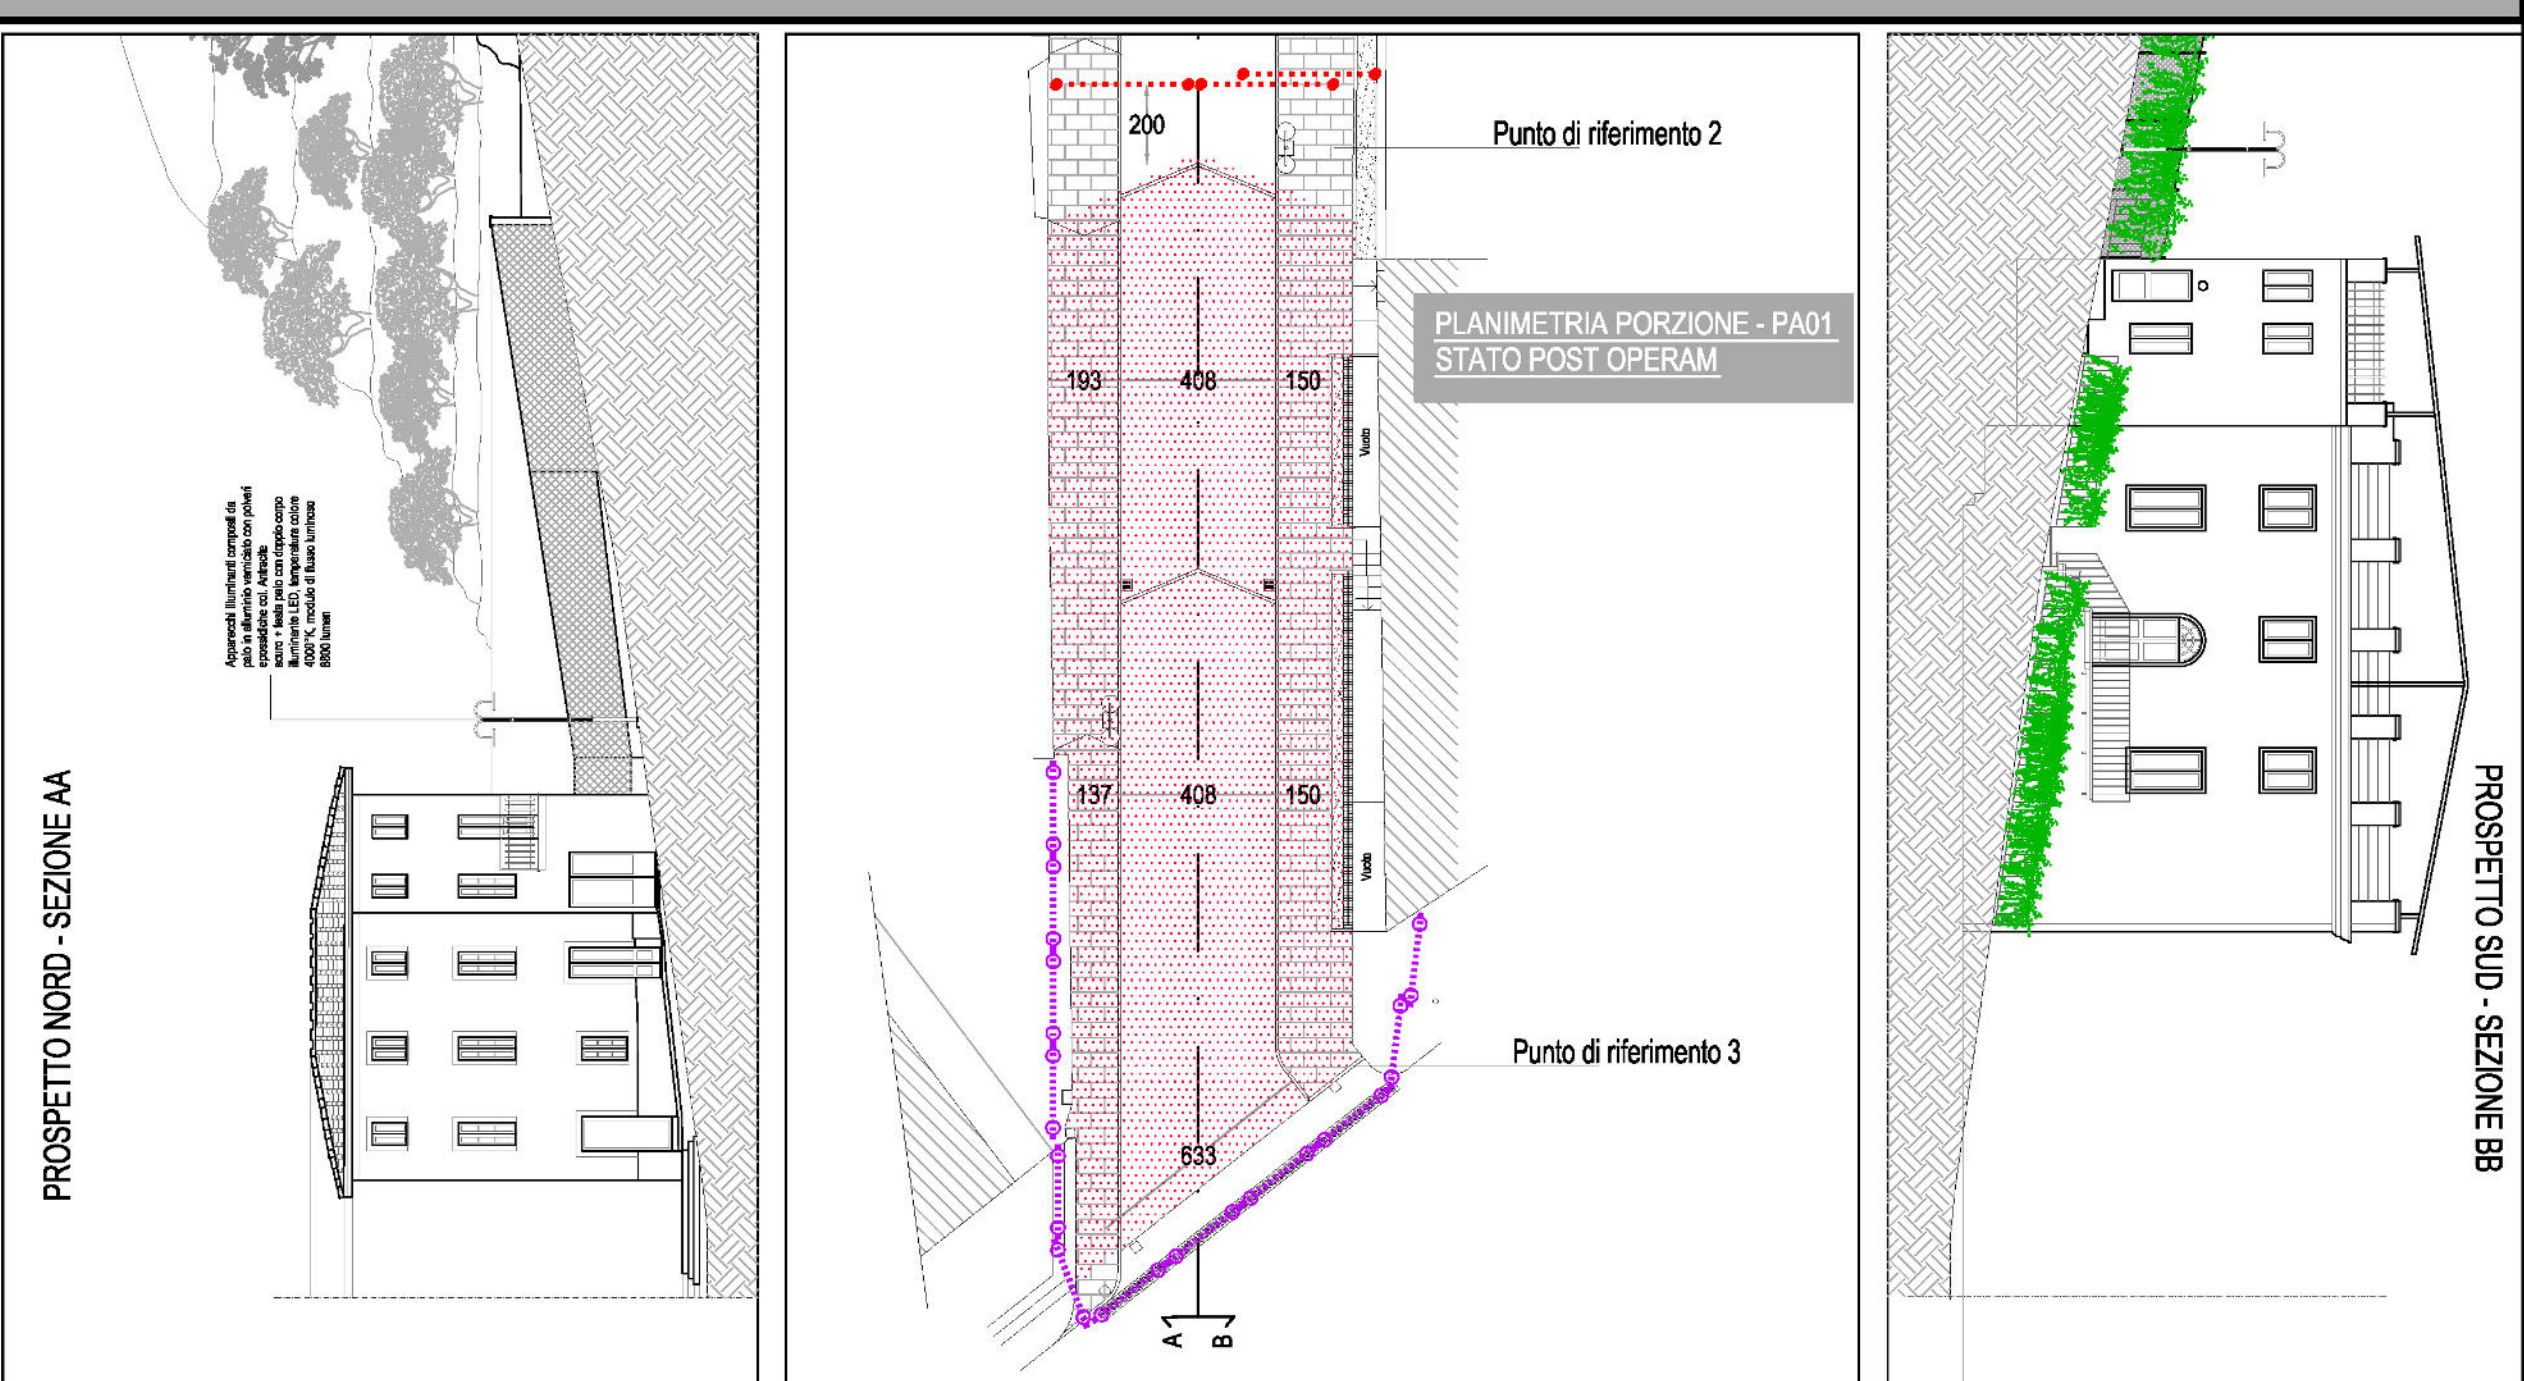 PROSPETTO NORD - SEZIONE AA
Apparecchi illuminanti composti da
palo in alluminio verniciato con polveri
epossidiche col. Antracite
scuro + testa palo con doppio corpo
illuminante LED, temperatura colore
4000°K, modulo di flusso luminoso
6800 lumen
200
Punto di riferimento 2
PLANIMETRIA PORZIONE - PA01
STATO POST OPERAM
193
408
150
Vuoto
137
408
150
Vuoto
Punto di riferimento 3
633
A
B
PROSPETTO SUD - SEZIONE BB